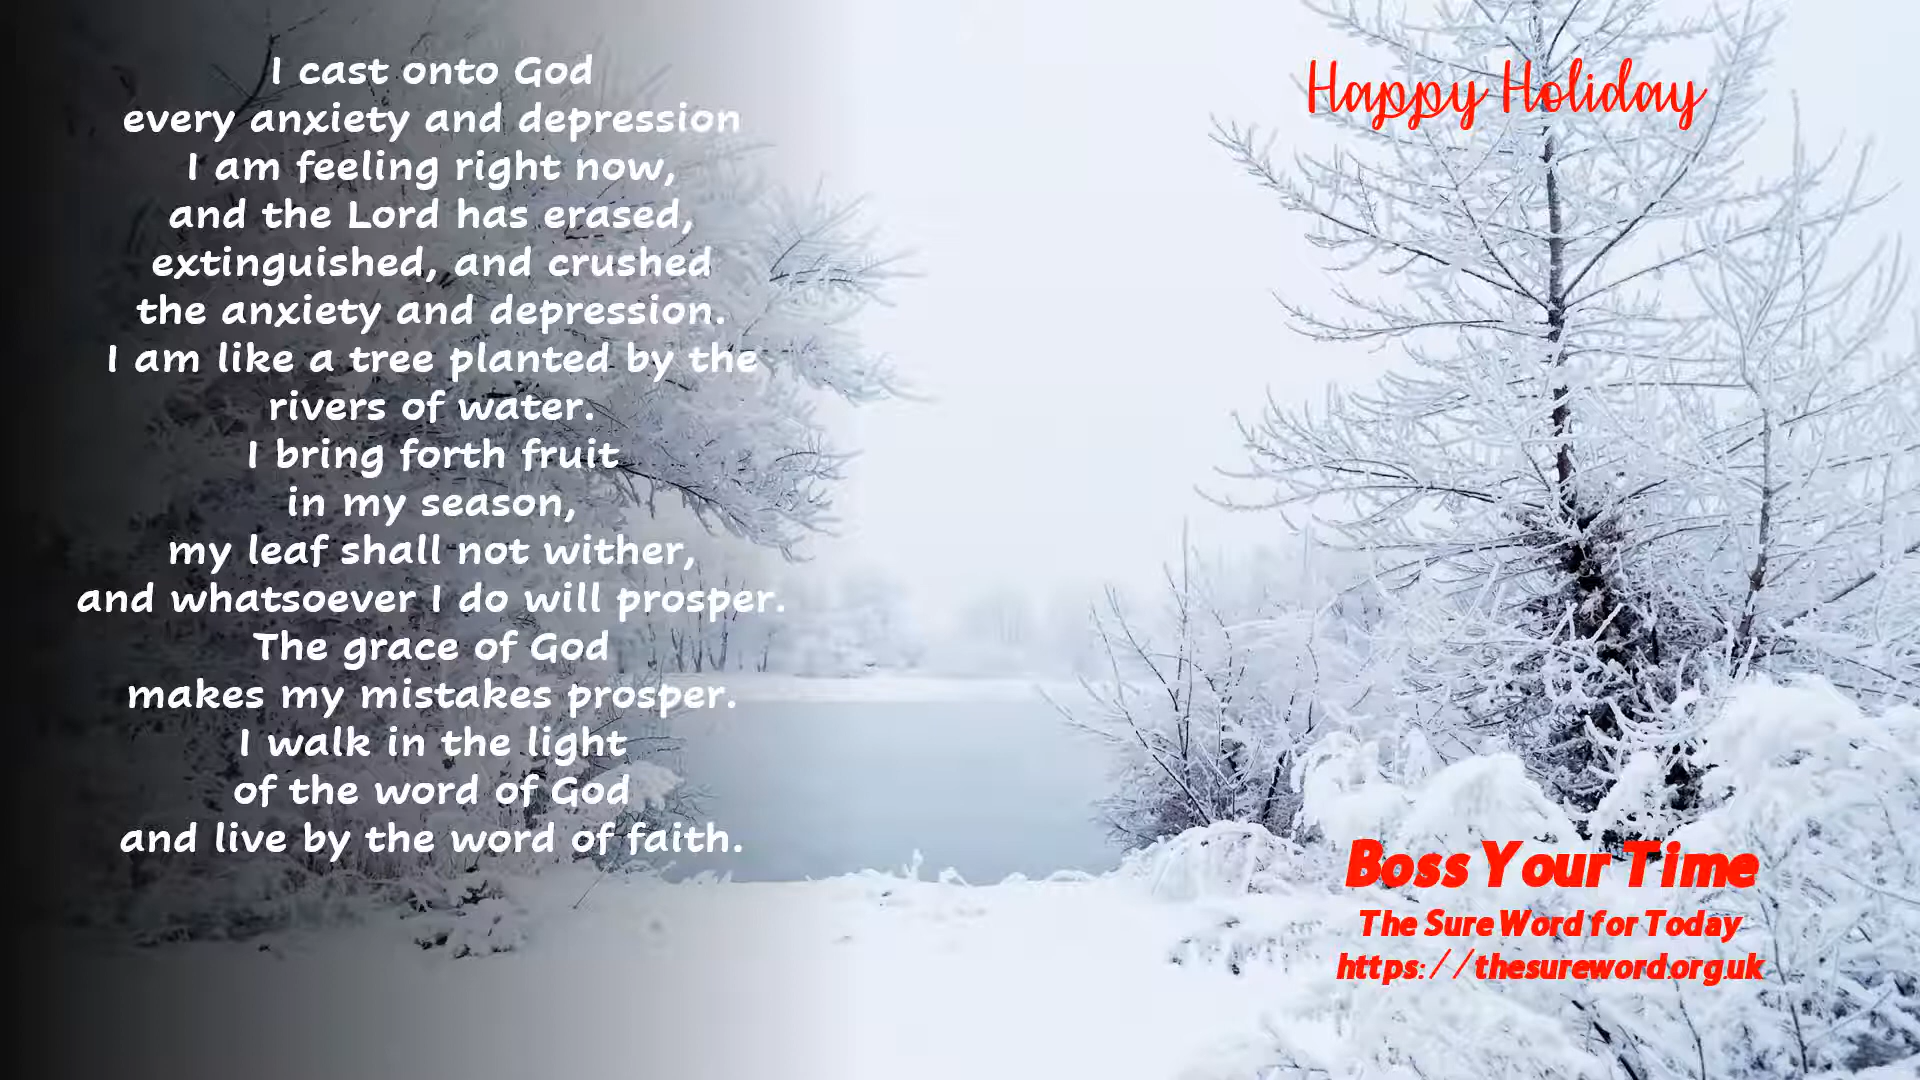 I cast onto God
every anxiety and depression
I am feeling right now,
and the Lord has erased,
extinguished, and crushed
the anxiety and depression.
I am like a tree planted by the
rivers of water.
I bring forth fruit
in my season,
my leaf shall not wither,
and whatsoever I do will prosper.
The grace of God
makes my mistakes prosper.
I walk in the light
of the word of God
and live by the word of faith.
Happy Holiday
Boss Your Time
The Sure Word for Today
https://thesureword.org.uk